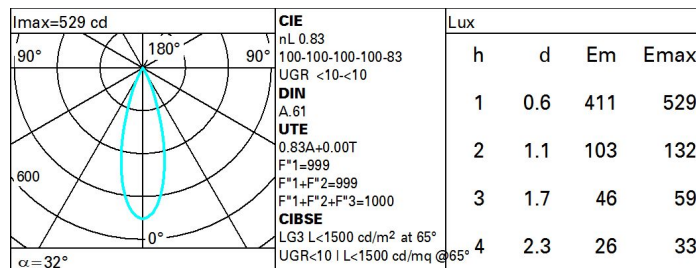 Imax=529 cd
90° 180° 90°
600
0°
α=32°
CIE
nL 0.83
100-100-100-100-83
UGR <10-<10
DIN
A.61
UTE
0.83A+0.00T
F"1=999
F"1+F"2=999
F"1+F"2+F"3=1000
CIBSE
LG3 L<1500 cd/m² at 65°
UGR<10 | L<1500 cd/mq @65°
Lux
h d Em Emax
1 0.6 411 529
2 1.1 103 132
3 1.7 46 59
4 2.3 26 33